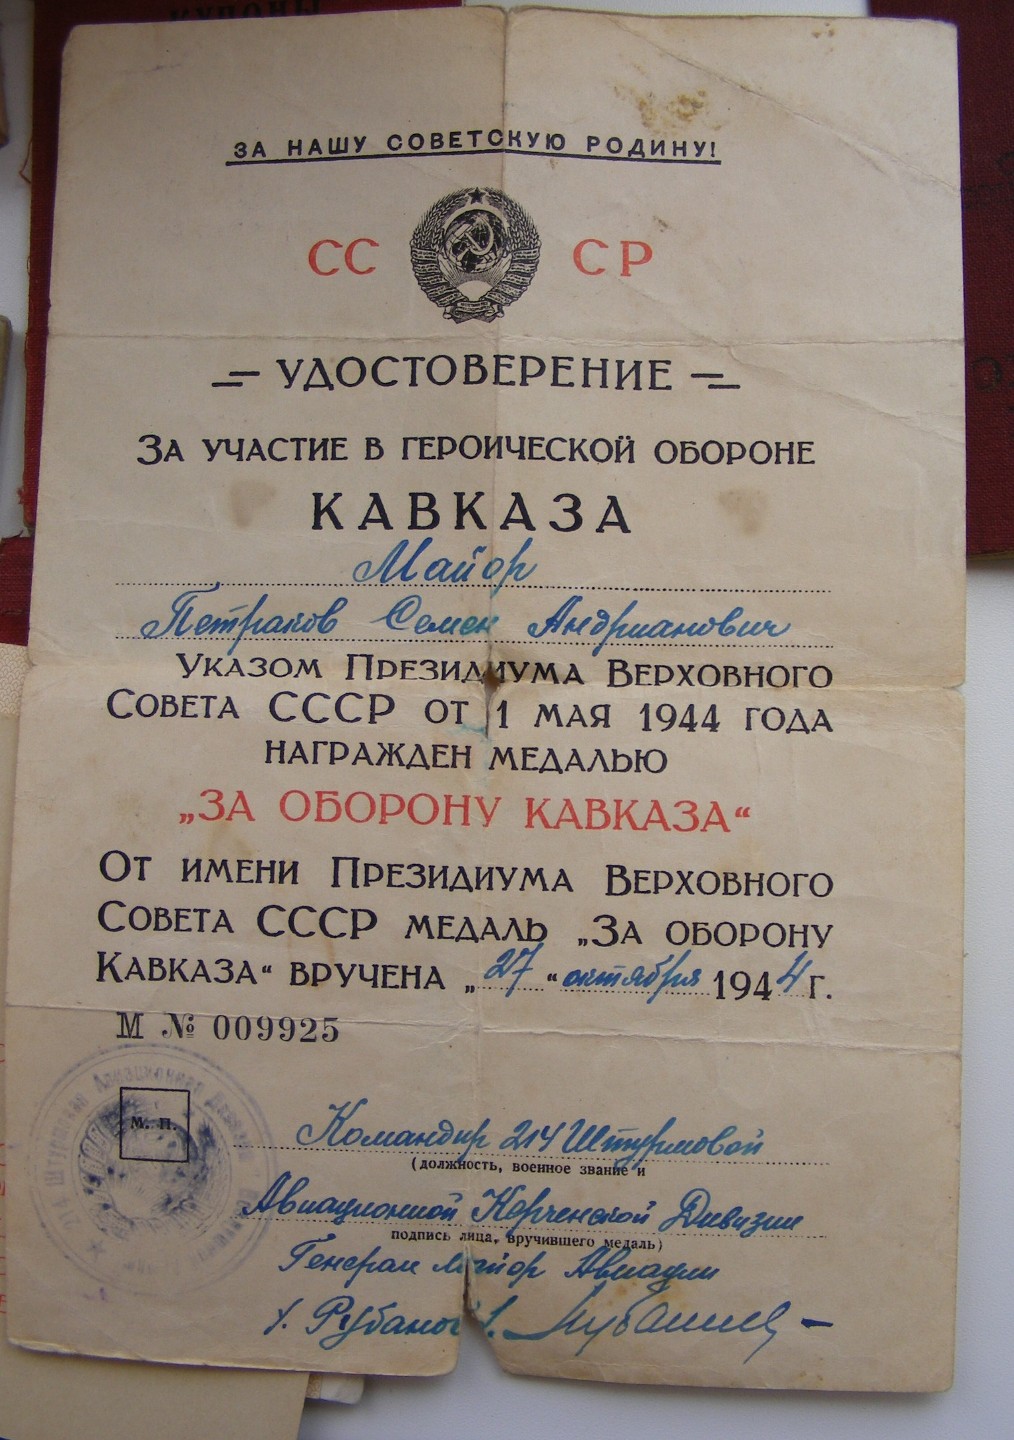 КУПОНЫ
ЗА НАШУ СОВЕТСКУЮ РОДИНУ!
СС СР
УДОСТОВЕРЕНИЕ
ЗА УЧАСТИЕ В ГЕРОИЧЕСКОЙ ОБОРОНЕ
КАВКАЗА
Майор
Петраков Семен Андрианович
УКАЗОМ ПРЕЗИДИУМА ВЕРХОВНОГО
СОВЕТА СССР ОТ 1 МАЯ 1944 ГОДА
НАГРАЖДЕН МЕДАЛЬЮ
„ЗА ОБОРОНУ КАВКАЗА“
ОТ ИМЕНИ ПРЕЗИДИУМА ВЕРХОВНОГО
СОВЕТА СССР МЕДАЛЬ „ЗА ОБОРОНУ
КАВКАЗА“ ВРУЧЕНА „27“ октября 1944 Г.
М № 009925
М. П.
Командир 214 Штурмовой
(должность, военное звание и
Авиационной Керченской Дивизии
подпись лица, вручившего медаль)
Генерал майор Авиации